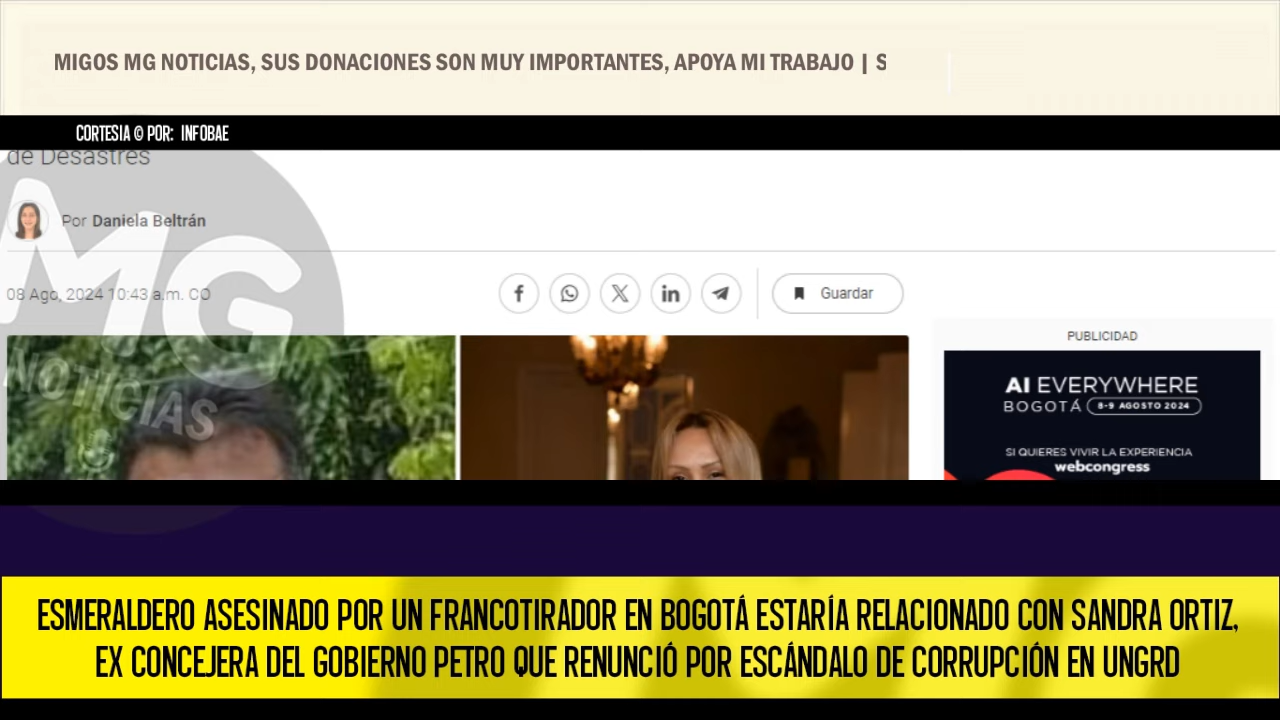 MIGOS MG NOTICIAS, SUS DONACIONES SON MUY IMPORTANTES, APOYA MI TRABAJO | S
CORTESIA © POR: INFOBAE
de Desastres
Por Daniela Beltrán
08 Ago, 2024 10:43 a.m. CO
Guardar
MG
NOTICIAS
PUBLICIDAD
AI EVERYWHERE
BOGOTÁ 8-9 AGOSTO 2024
SI QUIERES VIVIR LA EXPERIENCIA
webcongress
ESMERALDERO ASESINADO POR UN FRANCOTIRADOR EN BOGOTÁ ESTARÍA RELACIONADO CON SANDRA ORTIZ,
EX CONCEJERA DEL GOBIERNO PETRO QUE RENUNCIÓ POR ESCÁNDALO DE CORRUPCIÓN EN UNGRD